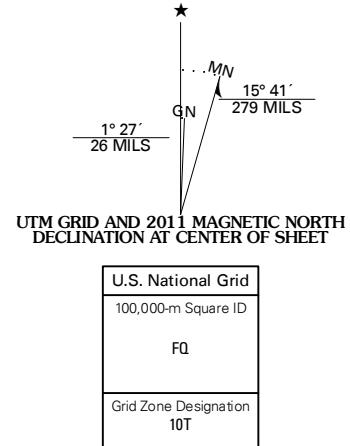 ★
MN
GN
15° 41´
279 MILS
1° 27´
26 MILS
UTM GRID AND 2011 MAGNETIC NORTH
DECLINATION AT CENTER OF SHEET
U.S. National Grid
100,000-m Square ID
FQ
Grid Zone Designation
10T